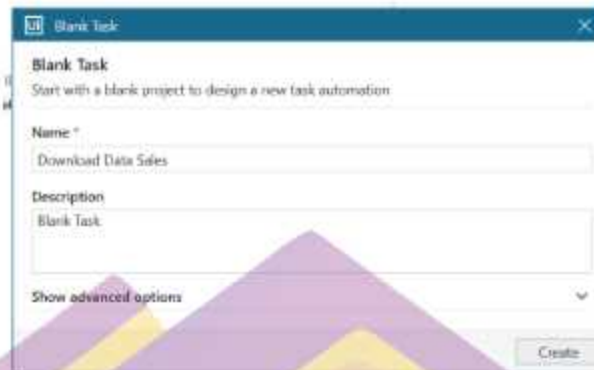 Ui Blank Task
Blank Task
Start with a blank project to design a new task automation
Name *
Download Data Sales
Description
Blank Task
Show advanced options
Create